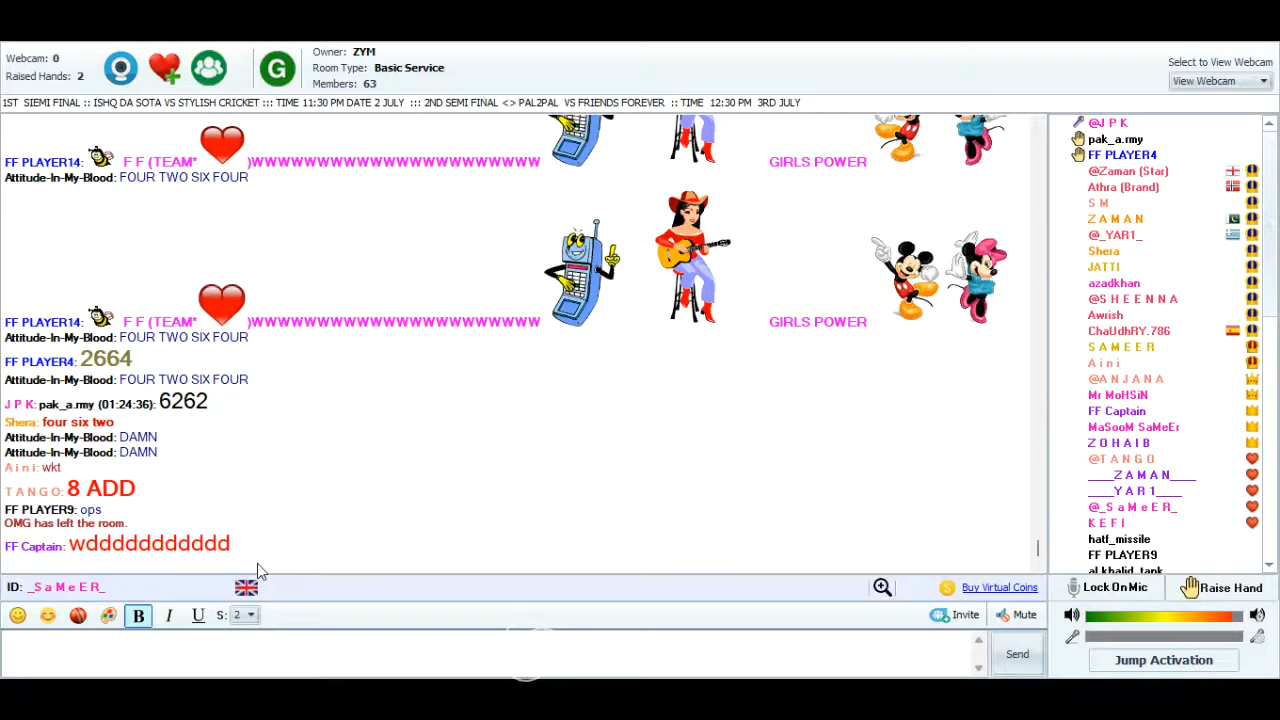 Webcam: 0
Raised Hands: 2
G
Owner: ZYM
Room Type: Basic Service
Members: 63
Select to View Webcam
View Webcam
1ST SIEMI FINAL :: ISHQ DA SOTA VS STYLISH CRICKET ::: TIME 11:30 PM DATE 2 JULY ::: 2ND SEMI FINAL <> PAL2PAL VS FRIENDS FOREVER :: TIME 12:30 PM 3RD JULY
FF PLAYER14: F F (TEAM* )WWWWWWWWWWWWWWWWWWWWWW GIRLS POWER
Attitude-In-My-Blood: FOUR TWO SIX FOUR
FF PLAYER14: F F (TEAM* )WWWWWWWWWWWWWWWWWWWWWW GIRLS POWER
Attitude-In-My-Blood: FOUR TWO SIX FOUR
FF PLAYER4: 2664
Attitude-In-My-Blood: FOUR TWO SIX FOUR
J P K: pak_a.rmy (01:24:36): 6262
Shera: four six two
Attitude-In-My-Blood: DAMN
Attitude-In-My-Blood: DAMN
A i n i: wkt
T A N G O: 8 ADD
FF PLAYER9: ops
OMG has left the room.
FF Captain: wddddddddddd
@J P K
pak_a.rmy
FF PLAYER4
@Zaman (Star)
Athra (Brand)
S M
Z A M A N
@_YAR1_
Shera
JATTI
azadkhan
@S H E E N N A
Awrish
ChaUdhRY.786
S A M E E R
A i n i
@A N J A N A
Mr MoHSiN
FF Captain
MaSooM SaMeEr
Z O H A I B
@T A N G O
____Z A M A N____
____Y A R 1____
@_S a M e E R_
K E F I
hatf_missile
FF PLAYER9
al.khalid_tank
ID: _S a M e E R_
Buy Virtual Coins
Lock On Mic
Raise Hand
B I U S: 2
Invite
Mute
Send
Jump Activation